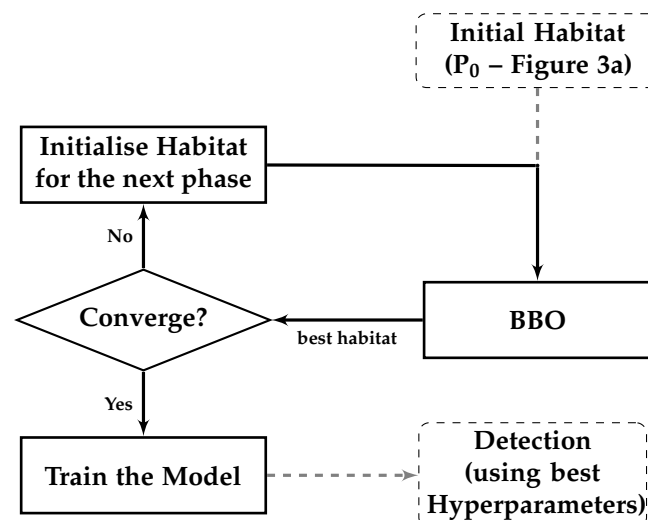 Initial Habitat
(P₀ – Figure 3a)
Initialise Habitat
for the next phase
No
Converge?
best habitat
BBO
Yes
Train the Model
Detection
(using best
Hyperparameters)